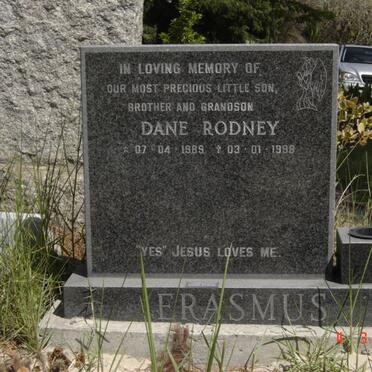 IN LOVING MEMORY OF
OUR MOST PRECIOUS LITTLE SON,
BROTHER AND GRANDSON
DANE RODNEY
☆ 07·04·1989 ✝ 03·01·1998
"YES" JESUS LOVES ME.
ERASMUS